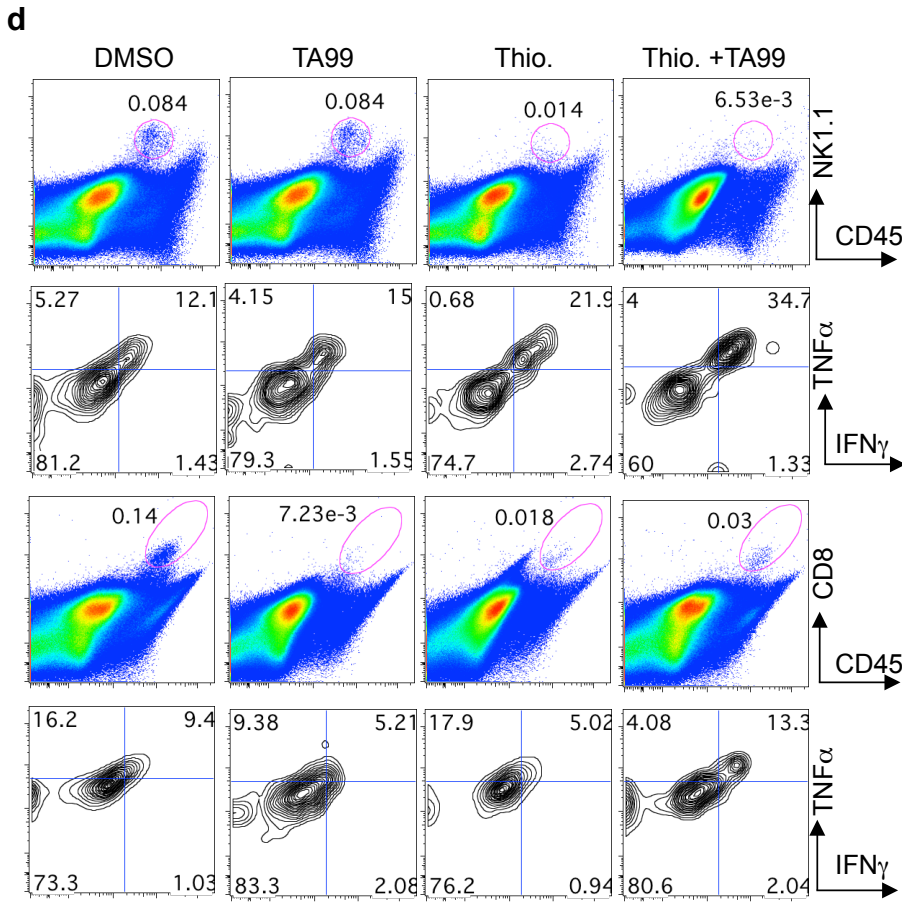 d
DMSO TA99 Thio. Thio. +TA99
0.084 0.084 0.014 6.53e-3
NK1.1
CD45
5.27 12.1 4.15 15 0.68 21.9 4 34.7
TNFα
81.2 1.43 79.3 1.55 74.7 2.74 60 1.33
IFNγ
0.14 7.23e-3 0.018 0.03
CD8
CD45
16.2 9.4 9.38 5.21 17.9 5.02 4.08 13.3
TNFα
73.3 1.03 83.3 2.08 76.2 0.94 80.6 2.04
IFNγ